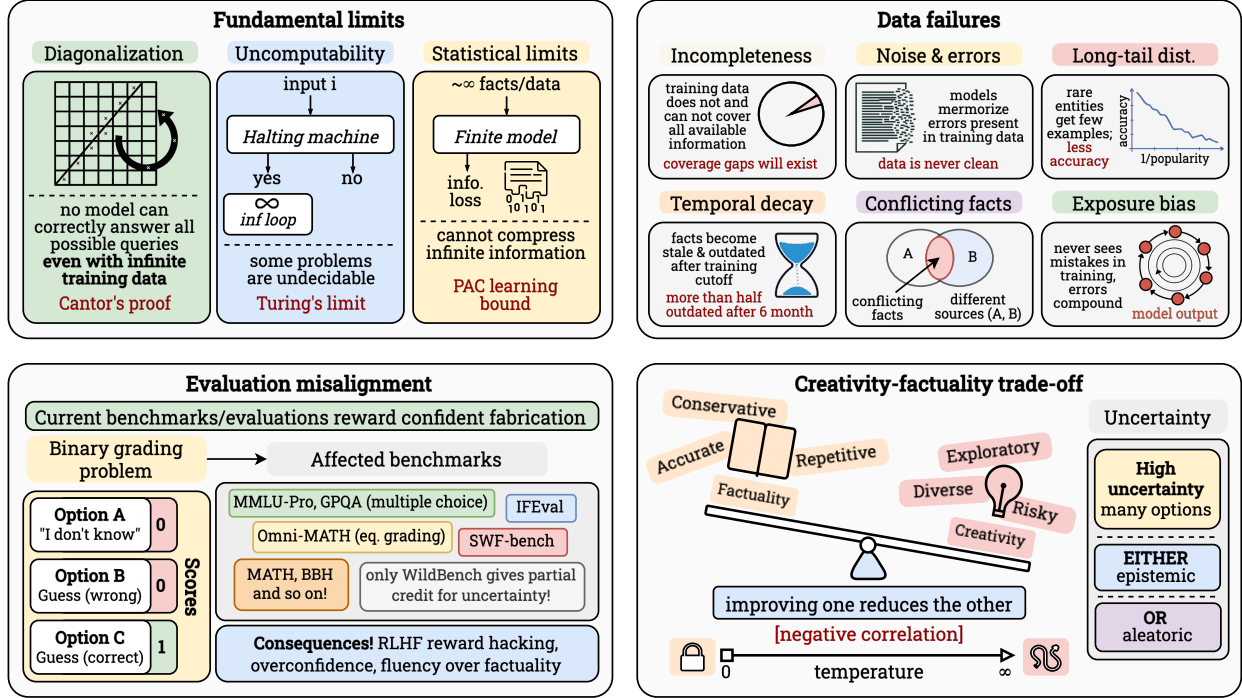 Fundamental limits
Diagonalization
no model can
correctly answer all
possible queries
even with infinite
training data
Cantor's proof
Uncomputability
input i
Halting machine
yes
no
∞
inf loop
some problems
are undecidable
Turing's limit
Statistical limits
~∞ facts/data
Finite model
info.
loss
10 101
cannot compress
infinite information
PAC learning
bound
Data failures
Incompleteness
training data
does not and
can not cover
all available
information
coverage gaps will exist
Noise & errors
models
mermorize
errors present
in training data
data is never clean
Long-tail dist.
rare
entities
get few
examples;
less
accuracy
accuracy
1/popularity
Temporal decay
facts become
stale & outdated
after training
cutoff
more than half
outdated after 6 month
Conflicting facts
A
B
conflicting
facts
different
sources (A, B)
Exposure bias
never sees
mistakes in
training,
errors
compound
model output
Evaluation misalignment
Current benchmarks/evaluations reward confident fabrication
Binary grading
problem
Affected benchmarks
Option A
"I don't know"
0
Option B
Guess (wrong)
0
Option C
Guess (correct)
1
Scores
MMLU-Pro, GPQA (multiple choice)
IFEval
Omni-MATH (eq. grading)
SWF-bench
MATH, BBH
and so on!
only WildBench gives partial
credit for uncertainty!
Consequences! RLHF reward hacking,
overconfidence, fluency over factuality
Creativity-factuality trade-off
Conservative
Accurate
Repetitive
Factuality
Exploratory
Diverse
Risky
Creativity
improving one reduces the other
[negative correlation]
0
∞
temperature
Uncertainty
High
uncertainty
many options
EITHER
epistemic
OR
aleatoric